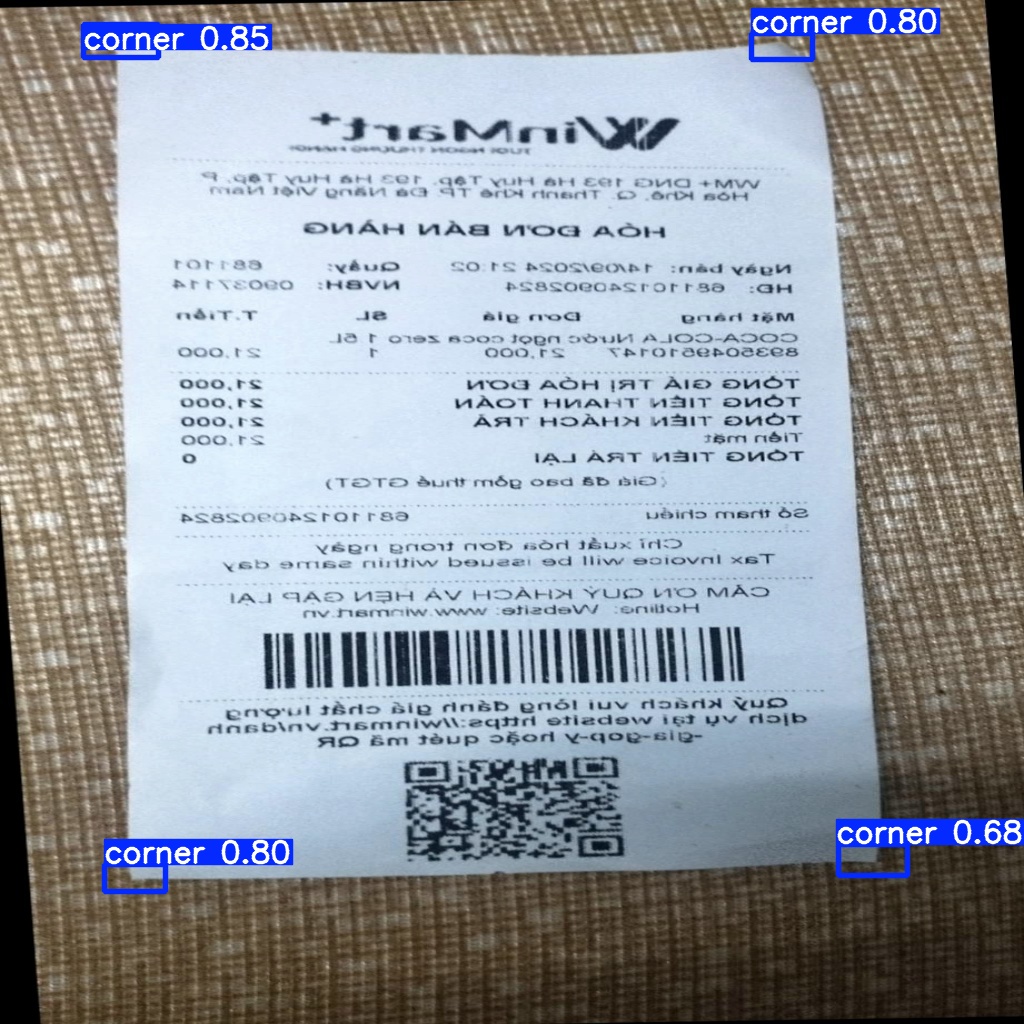 corner 0.85
corner 0.80
WinMart+
TƯƠI NGON THƯỢNG HẠNG
WM+ DNG 193 Hà Huy Tập, 193 Hà Huy Tập, P.
Hòa Khê, Q. Thanh Khê TP. Đà Nẵng Việt Nam
HÓA ĐƠN BÁN HÀNG
Ngày bán: 14/09/2024 21:02 Quầy: 681101
HD: 681101240902824 NVBH: 09037114
Mặt hàng Đơn giá SL T.Tiền
COCA-COLA Nước ngọt coca zero 1.5L
8935049510147 21,000 1 21,000
TỔNG GIÁ TRỊ HÓA ĐƠN 21,000
TỔNG TIỀN THANH TOÁN 21,000
TỔNG TIỀN KHÁCH TRẢ 21,000
Tiền mặt 21,000
TỔNG TIỀN TRẢ LẠI 0
(Giá đã bao gồm thuế GTGT)
Số tham chiếu
Chỉ xuất hóa đơn trong ngày
Tax Invoice will be issued within same day
CẢM ƠN QUÝ KHÁCH VÀ HẸN GẶP LẠI
Hotline: Website: www.winmart.vn
Quý khách vui lòng đánh giá chất lượng
dịch vụ tại website https://winmart.vn/danh
-gia-gop-y hoặc quét mã QR
corner 0.80
corner 0.68